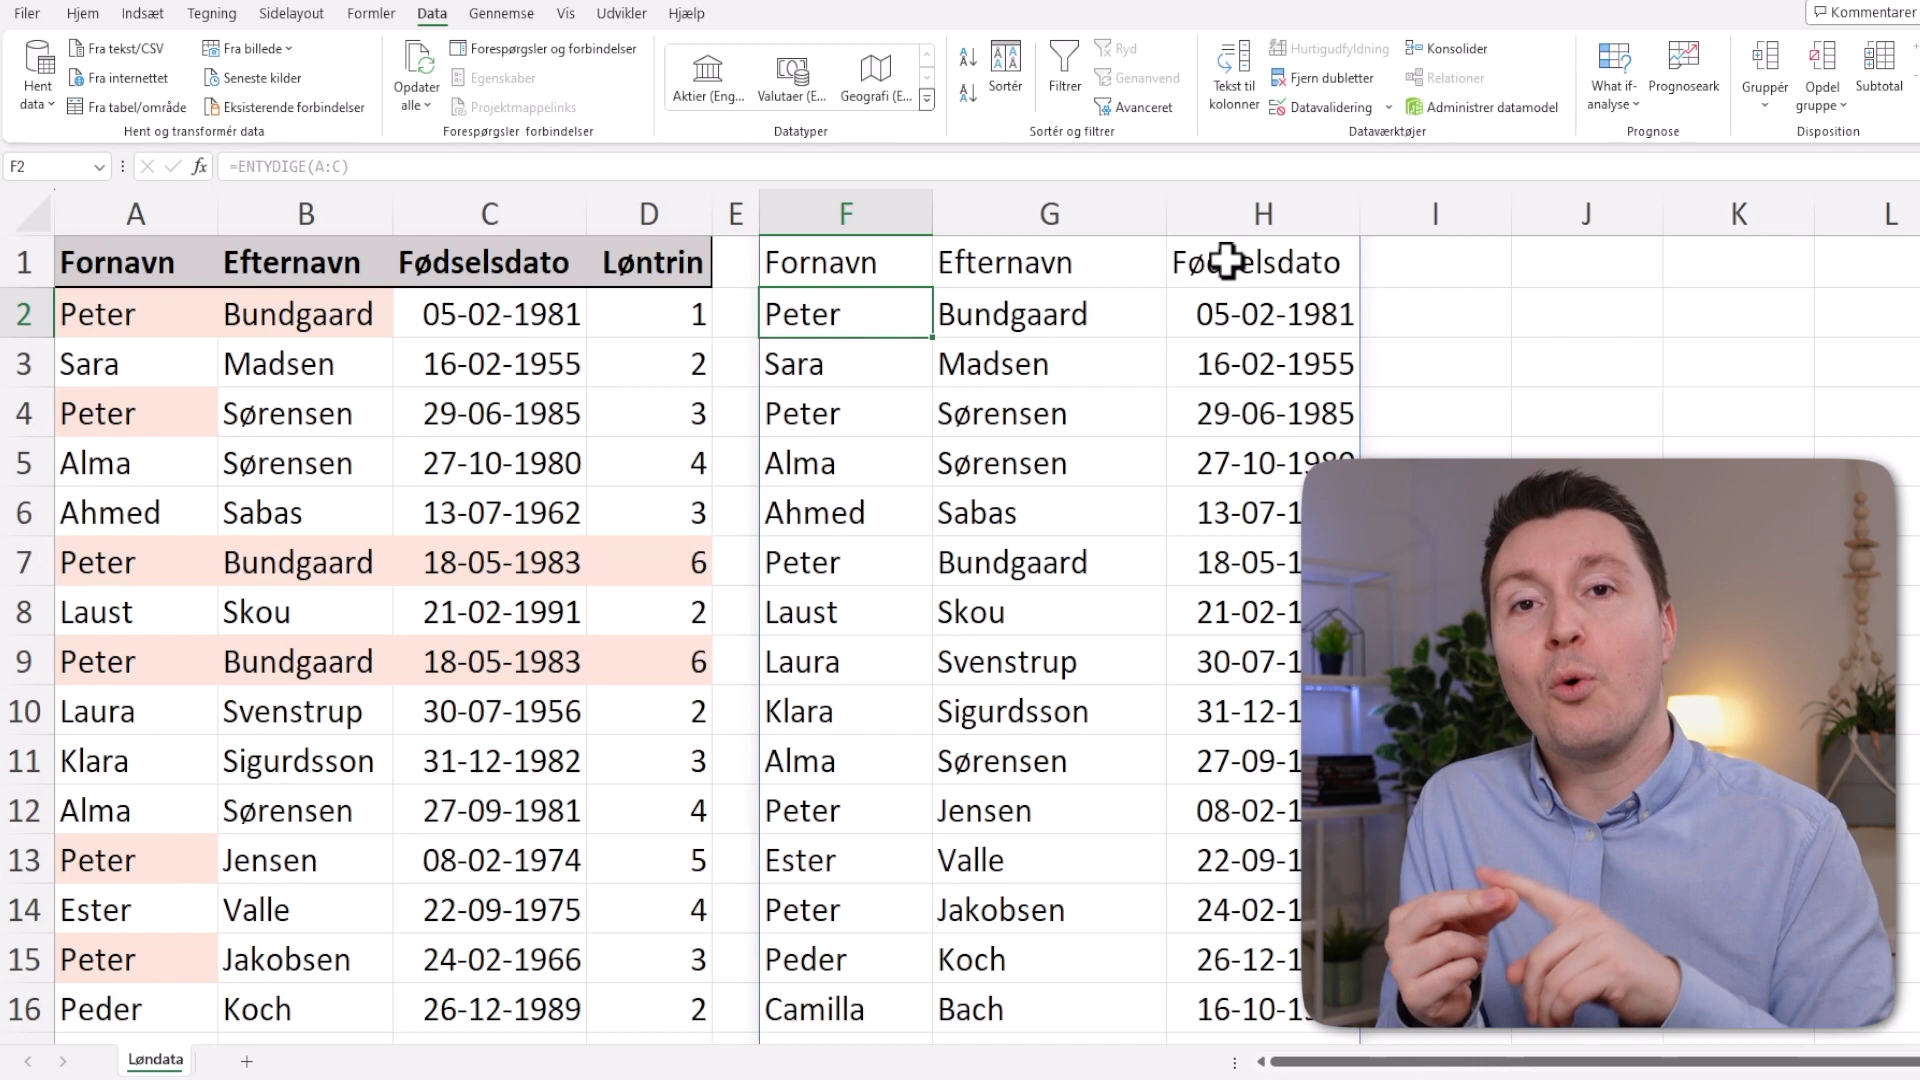 Filer Hjem Indsæt Tegning Sidelayout Formler Data Gennemse Vis Udvikler Hjælp
Kommentarer
Hent data
Fra tekst/CSV
Fra internettet
Fra tabel/område
Fra billede
Seneste kilder
Eksisterende forbindelser
Hent og transformér data
Opdater alle
Forespørgsler og forbindelser
Egenskaber
Projektmappelinks
Forespørgsler forbindelser
Aktier (Eng...
Valutaer (E...
Geografi (E...
Datatyper
Sortér
Filtrer
Ryd
Genanvend
Avanceret
Sortér og filtrer
Tekst til kolonner
Hurtigudfyldning
Fjern dubletter
Datavalidering
Konsolider
Relationer
Administrer datamodel
Dataværktøjer
What if-analyse
Prognoseark
Prognose
Gruppér
Opdel gruppe
Subtotal
Disposition
F2
fx
=ENTYDIGE(A:C)
A B C D E F G H I J K L
1 Fornavn Efternavn Fødselsdato Løntrin Fornavn Efternavn
2 Peter Bundgaard 05-02-1981 1 Peter Bundgaard 05-02-1981
3 Sara Madsen 16-02-1955 2 Sara Madsen 16-02-1955
4 Peter Sørensen 29-06-1985 3 Peter Sørensen 29-06-1985
5 Alma Sørensen 27-10-1980 4 Alma Sørensen 27-10-1980
6 Ahmed Sabas 13-07-1962 3 Ahmed Sabas 13-07-1
7 Peter Bundgaard 18-05-1983 6 Peter Bundgaard 18-05-1
8 Laust Skou 21-02-1991 2 Laust Skou 21-02-1
9 Peter Bundgaard 18-05-1983 6 Laura Svenstrup 30-07-1
10 Laura Svenstrup 30-07-1956 2 Klara Sigurdsson 31-12-1
11 Klara Sigurdsson 31-12-1982 3 Alma Sørensen 27-09-1
12 Alma Sørensen 27-09-1981 4 Peter Jensen 08-02-1
13 Peter Jensen 08-02-1974 5 Ester Valle 22-09-1
14 Ester Valle 22-09-1975 4 Peter Jakobsen 24-02-1
15 Peter Jakobsen 24-02-1966 3 Peder Koch 26-12-1
16 Peder Koch 26-12-1989 2 Camilla Bach 16-10-1
Løndata